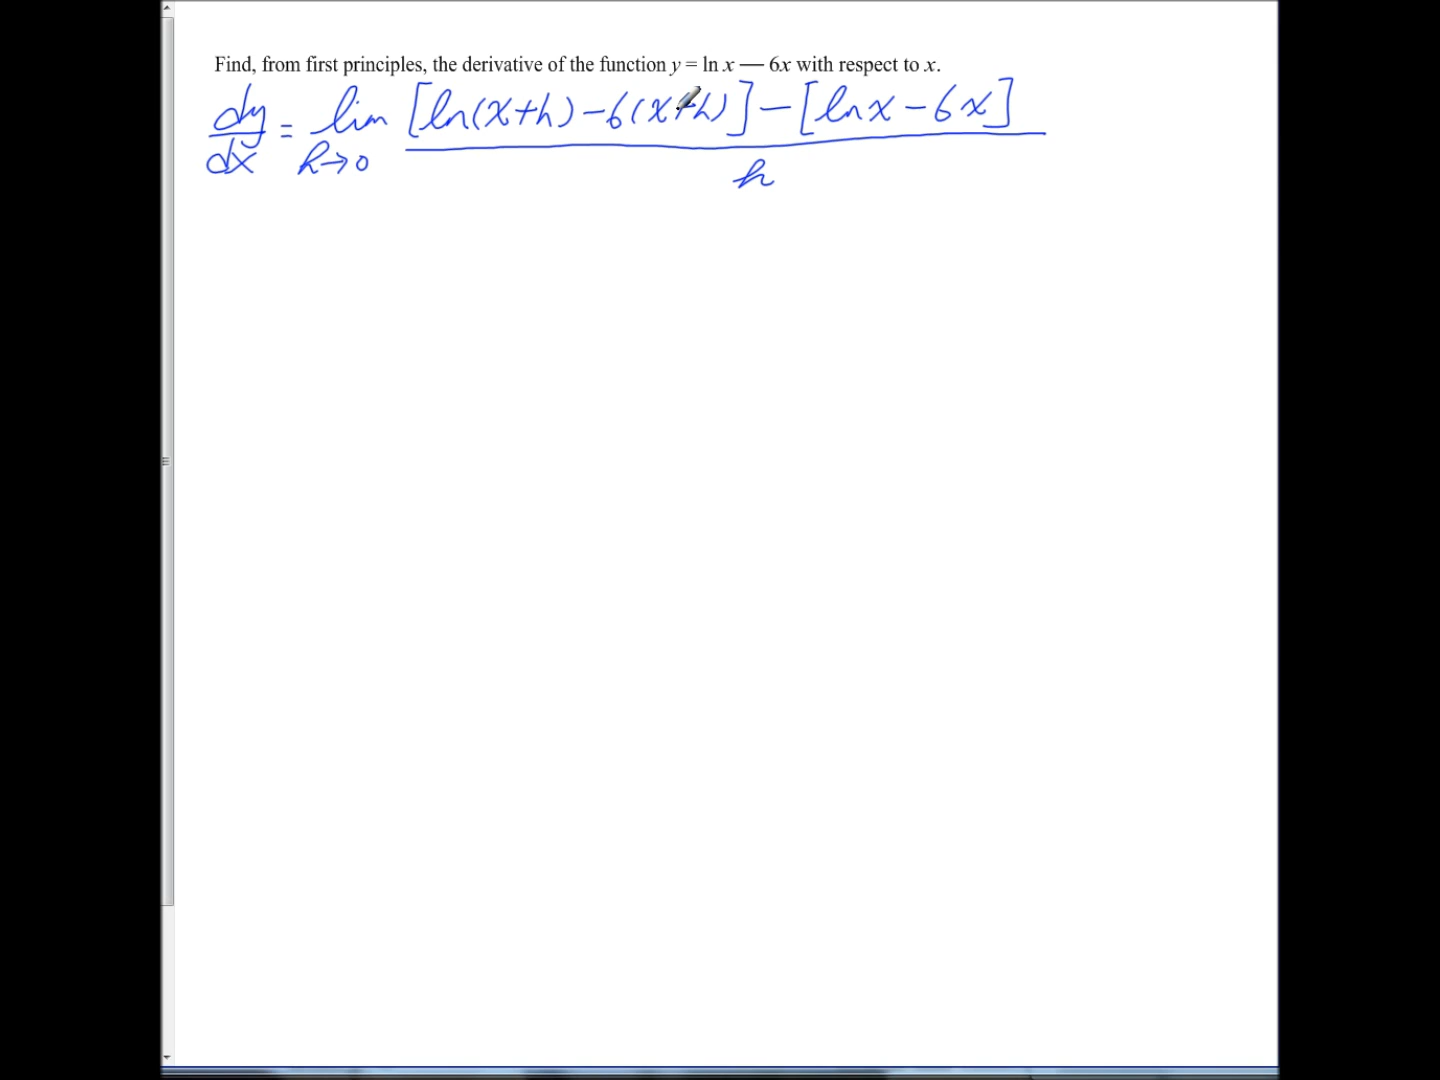 Find, from first principles, the derivative of the function y = ln x — 6x with respect to x.
dy/dx = lim h→0 [ln(x+h) – 6(x+h)] – [ln x – 6x] / h